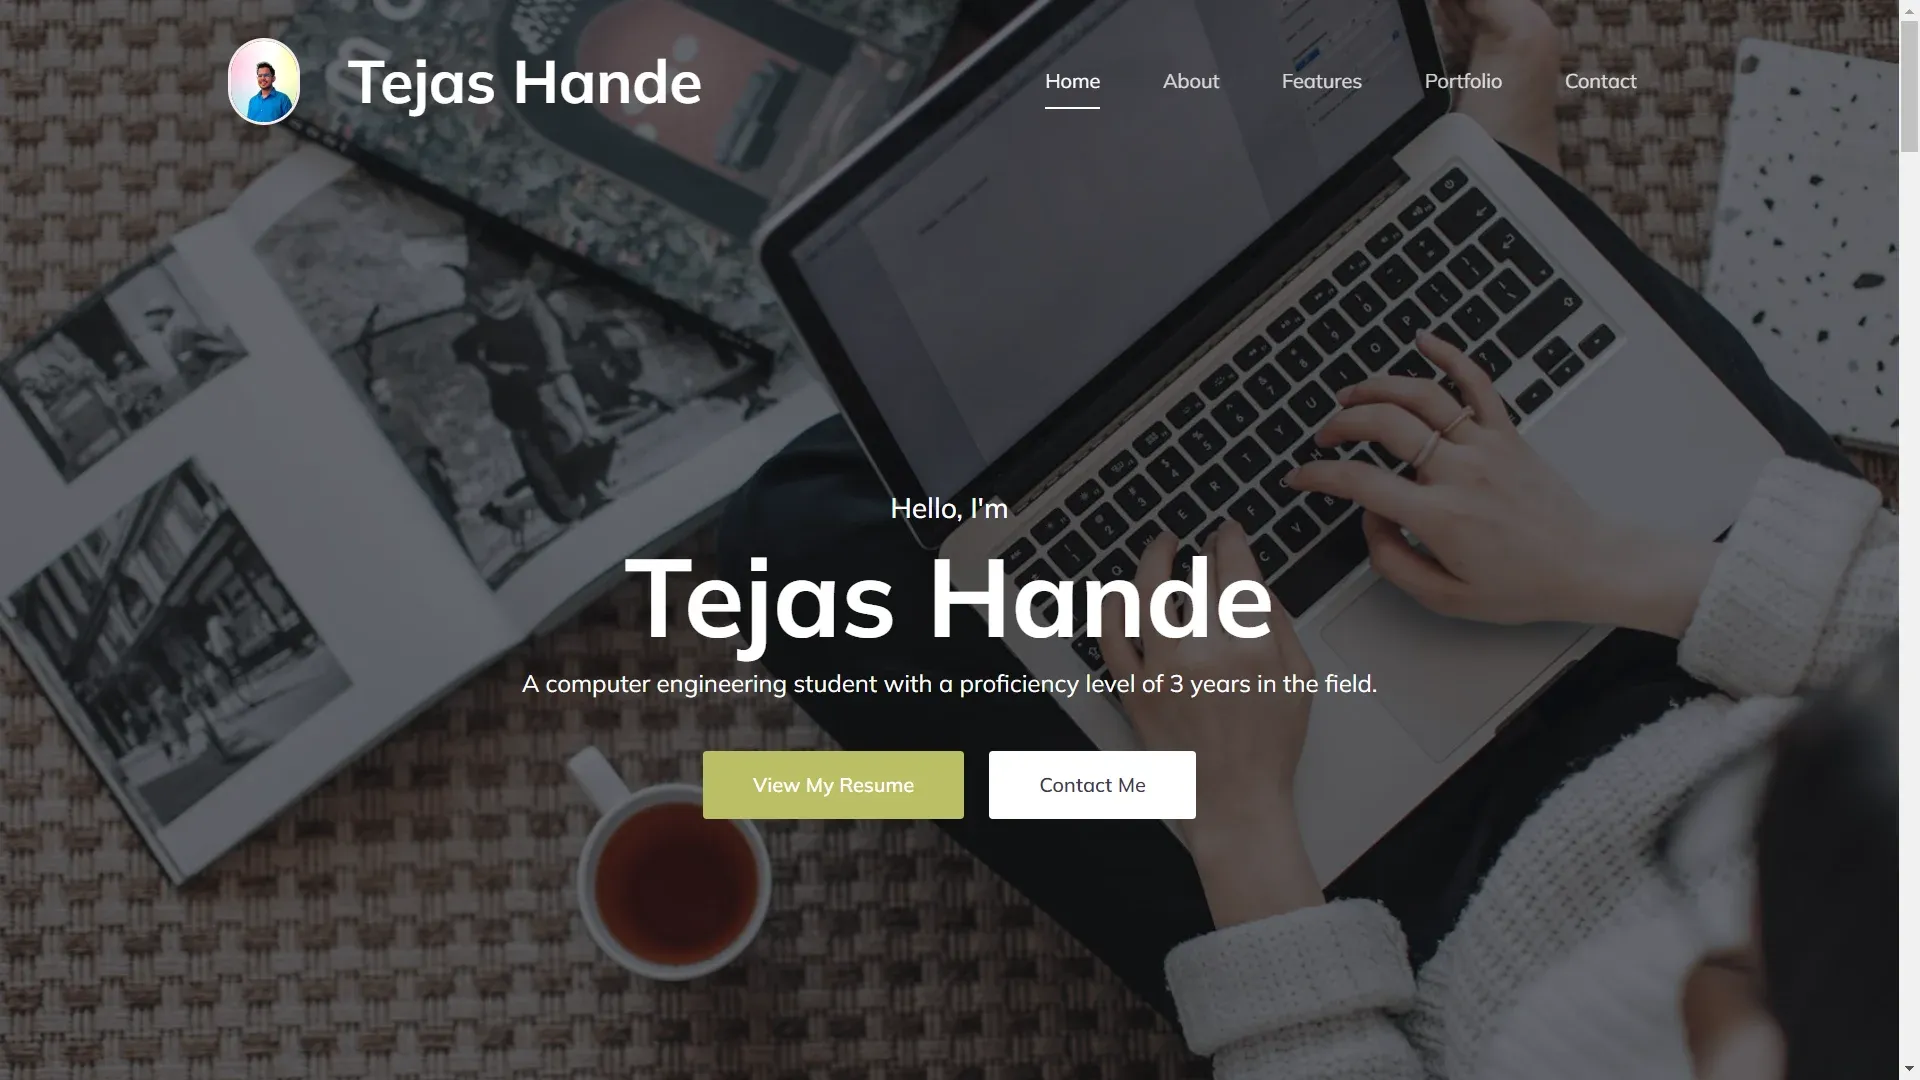 Tejas Hande
Home About Features Portfolio Contact
Hello, I'm
Tejas Hande
A computer engineering student with a proficiency level of 3 years in the field.
View My Resume Contact Me